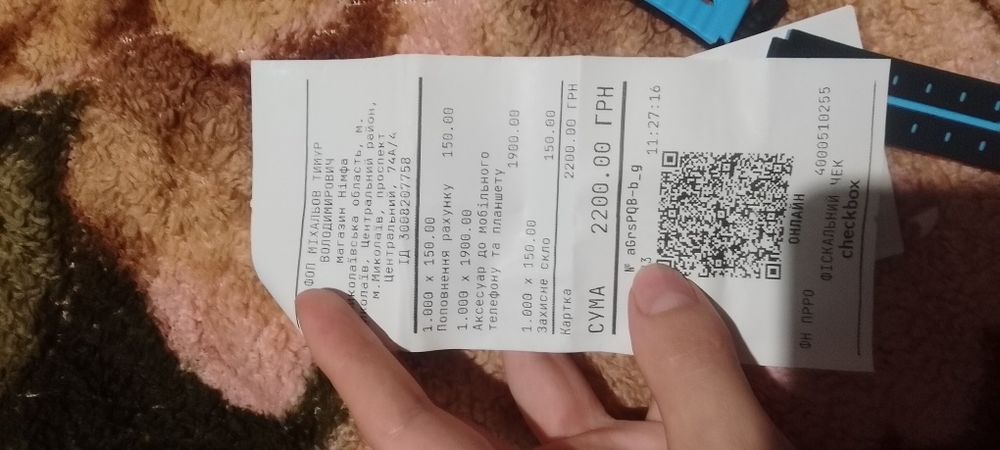 ФОП МІХАЛЬОВ ТИМУР
ВОЛОДИМИРОВИЧ
магазин Німфа
Миколаївська область, м.
Миколаїв, Центральний район,
м.Миколаїв, проспект
Центральний, 74А/4
ІД 3008207758
1.000 x 150.00
Поповнення рахунку 150.00
1.000 x 1900.00
Аксесуар до мобільного
телефону та планшету
1900.00
1.000 x 150.00
Захисне скло 150.00
Картка 2200.00 ГРН
СУМА 2200.00 ГРН
№ aGrsPQB-b_g
3 11:27:16
ОНЛАЙН
ФН ПРРО 4000510255
ФІСКАЛЬНИЙ ЧЕК
checkbox